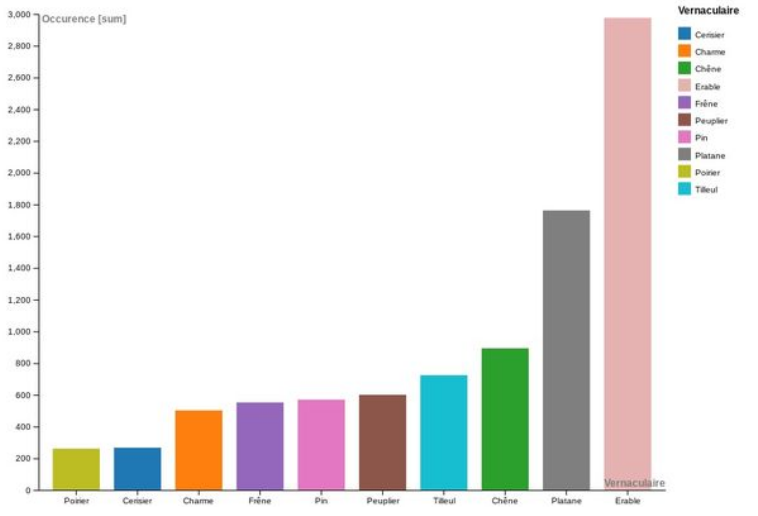 Occurence [sum]
3,000
2,800
2,600
2,400
2,200
2,000
1,800
1,600
1,400
1,200
1,000
800
600
400
200
0
Vernaculaire
Poirier Cerisier Charme Frêne Pin Peuplier Tilleul Chêne Platane Erable
Vernaculaire
Cerisier
Charme
Chêne
Erable
Frêne
Peuplier
Pin
Platane
Poirier
Tilleul